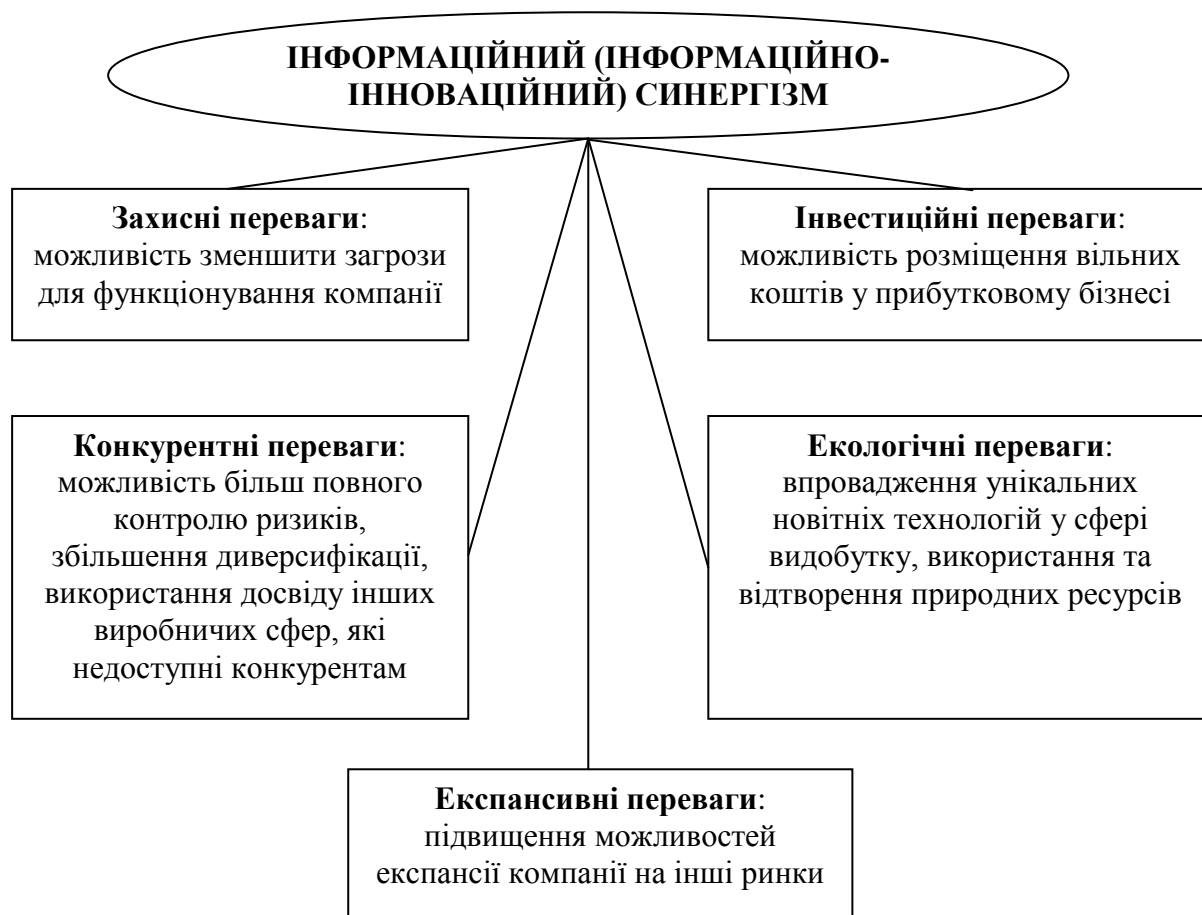 ІНФОРМАЦІЙНИЙ (ІНФОРМАЦІЙНО-
ІННОВАЦІЙНИЙ) СИНЕРГІЗМ
Захисні переваги:
можливість зменшити загрози
для функціонування компанії
Інвестиційні переваги:
можливість розміщення вільних
коштів у прибутковому бізнесі
Конкурентні переваги:
можливість більш повного
контролю ризиків,
збільшення диверсифікації,
використання досвіду інших
виробничих сфер, які
недоступні конкурентам
Екологічні переваги:
впровадження унікальних
новітніх технологій у сфері
видобутку, використання та
відтворення природних ресурсів
Експансивні переваги:
підвищення можливостей
експансії компанії на інші ринки